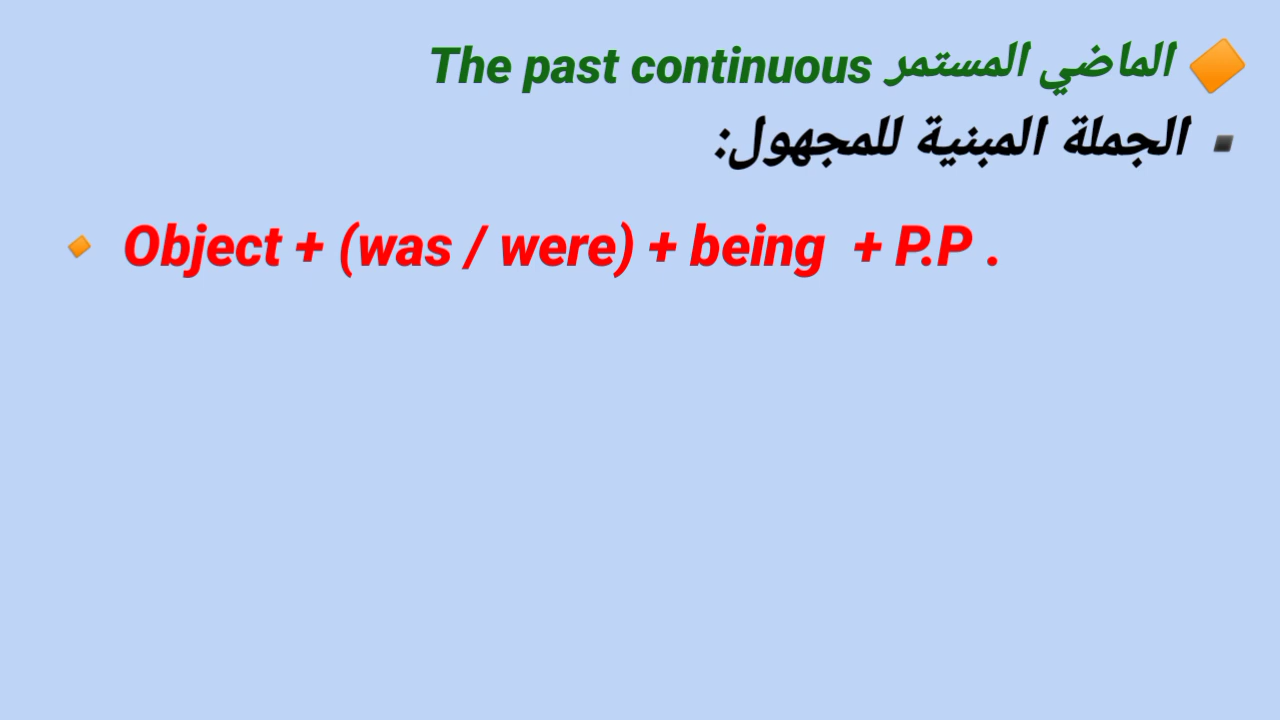 🔶 الماضي المستمر The past continuous
▪️ الجملة المبنية للمجهول:
🔸 Object + (was / were) + being + P.P .